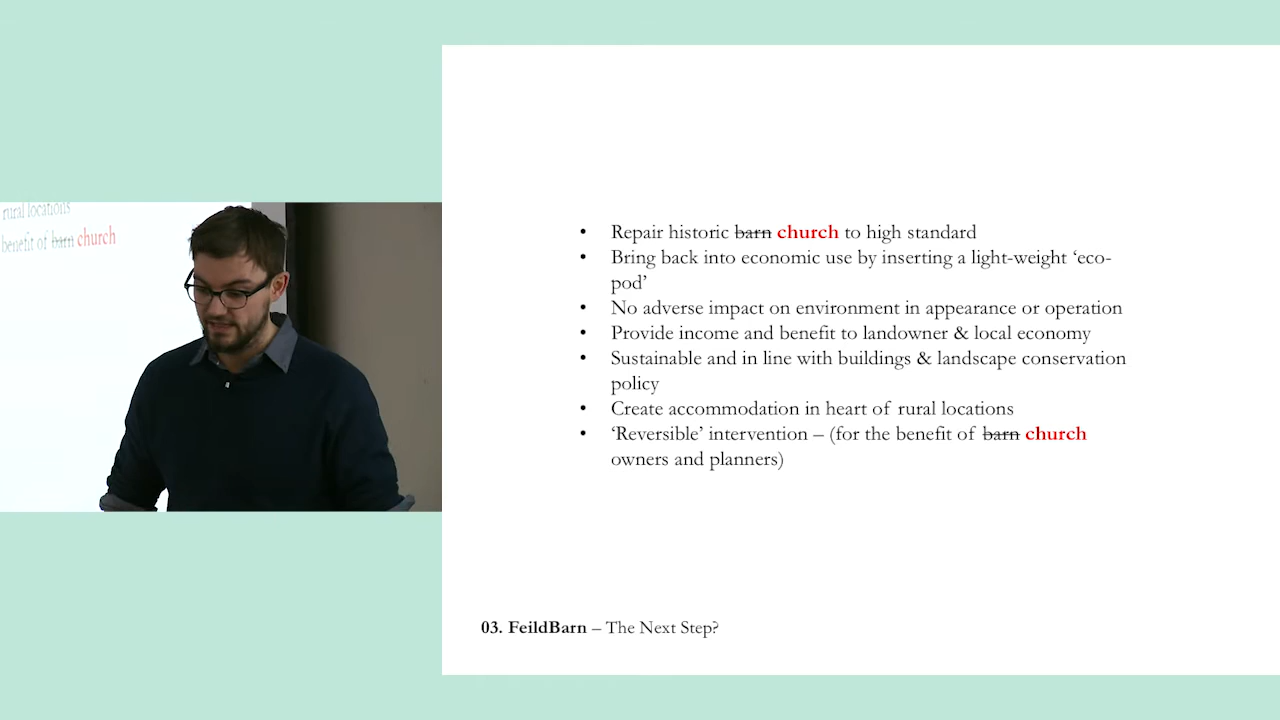 rural locations
benefit of barn church
• Repair historic barn church to high standard
• Bring back into economic use by inserting a light-weight ‘eco-
pod’
• No adverse impact on environment in appearance or operation
• Provide income and benefit to landowner & local economy
• Sustainable and in line with buildings & landscape conservation
policy
• Create accommodation in heart of rural locations
• ‘Reversible’ intervention – (for the benefit of barn church
owners and planners)
03. FeildBarn – The Next Step?